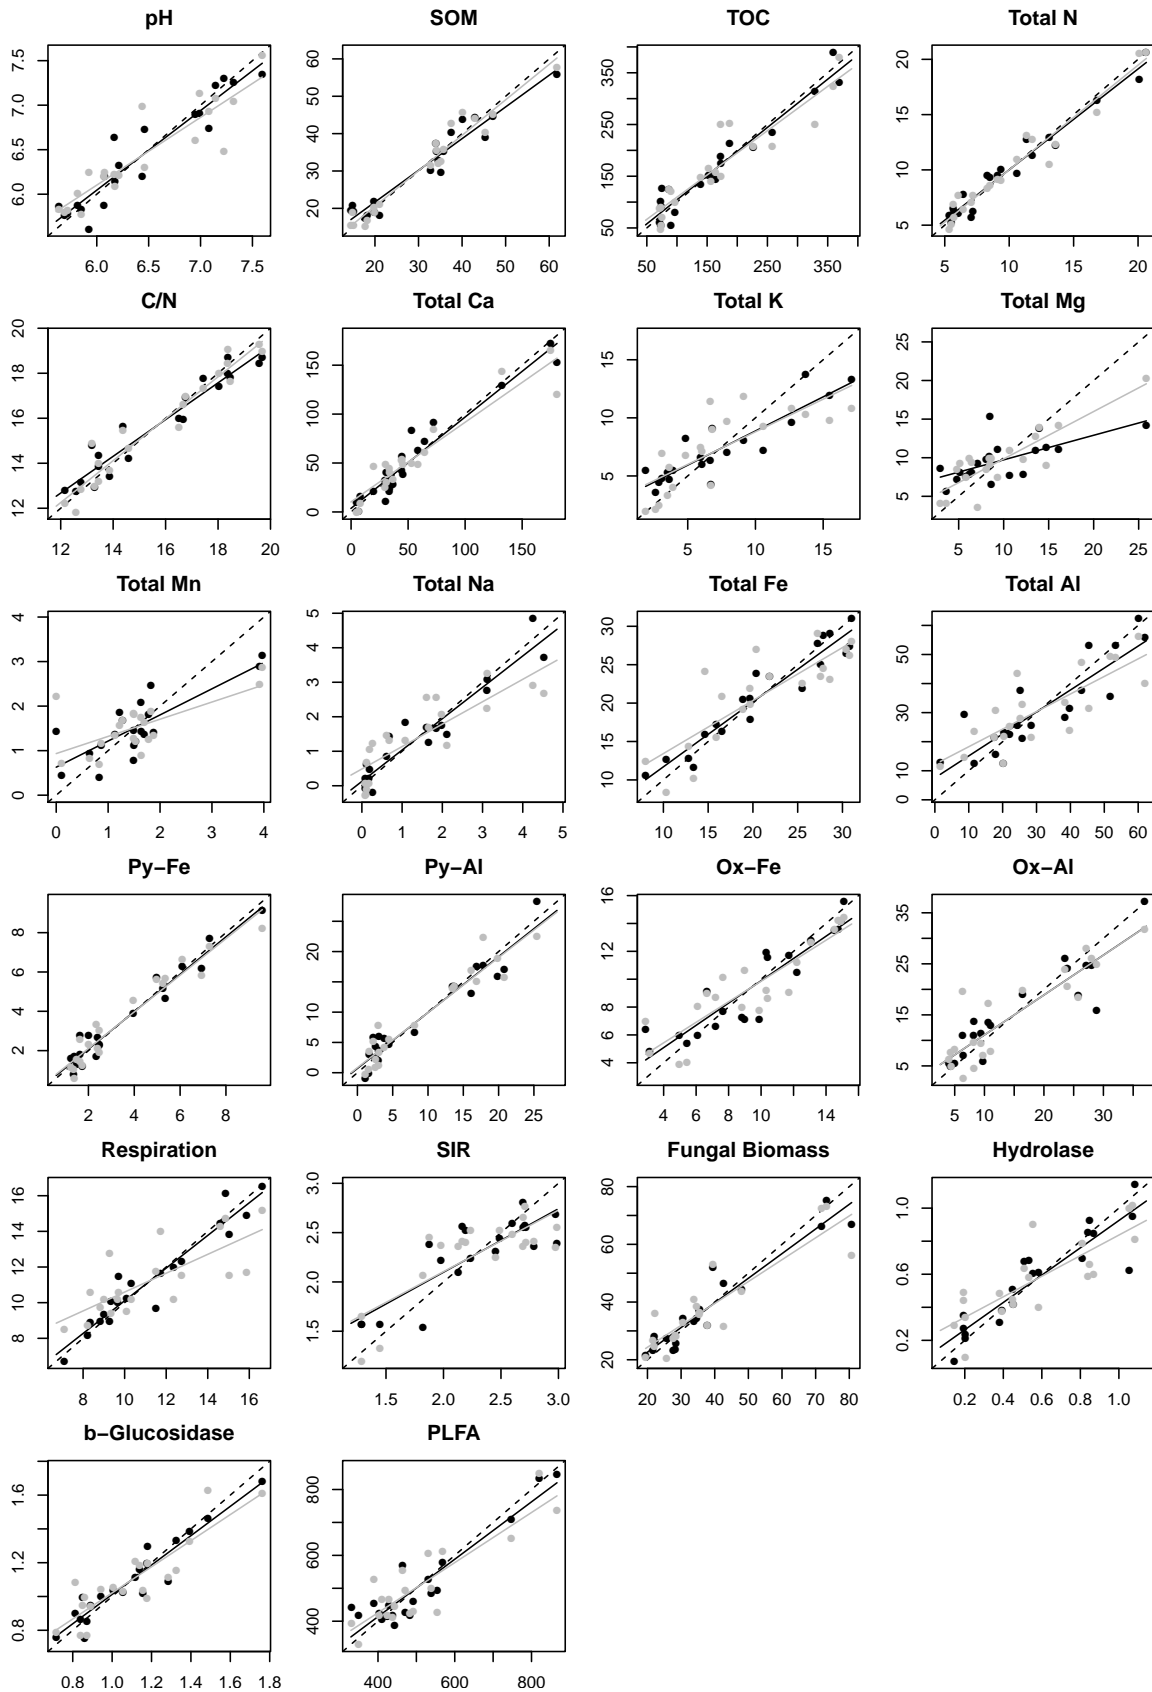 pH SOM TOC Total N
7.5 7.0 6.5 6.0
6.0 6.5 7.0 7.5
60 50 40 30 20
20 30 40 50 60
350 250 150 50
50 150 250 350
20 15 10 5
5 10 15 20
C/N Total Ca Total K Total Mg
20 18 16 14 12
12 14 16 18 20
150 100 50 0
0 50 100 150
15 10 5
5 10 15
25 20 15 10 5
5 10 15 20 25
Total Mn Total Na Total Fe Total Al
4 3 2 1 0
0 1 2 3 4
5 4 3 2 1 0
0 1 2 3 4 5
30 25 20 15 10
10 15 20 25 30
50 30 10 0
0 10 20 30 40 50 60
Py−Fe Py−Al Ox−Fe Ox−Al
8 6 4 2
2 4 6 8
20 10 5 0
0 5 10 15 20 25
16 14 12 10 8 6 4
4 6 8 10 14
35 25 15 5
5 10 20 30
Respiration SIR Fungal Biomass Hydrolase
16 14 12 10 8
8 10 12 14 16
3.0 2.5 2.0 1.5
1.5 2.0 2.5 3.0
80 60 40 20
20 30 40 50 60 70 80
1.0 0.6 0.2
0.2 0.4 0.6 0.8 1.0
b−Glucosidase PLFA
1.6 1.2 0.8
0.8 1.0 1.2 1.4 1.6 1.8
800 600 400
400 600 800